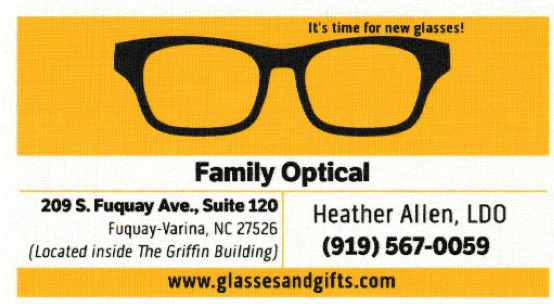 It's time for new glasses!
Family Optical
209 S. Fuquay Ave., Suite 120
Fuquay-Varina, NC 27526
(Located inside The Griffin Building)
Heather Allen, LDO
(919) 567-0059
www.glassesandgifts.com